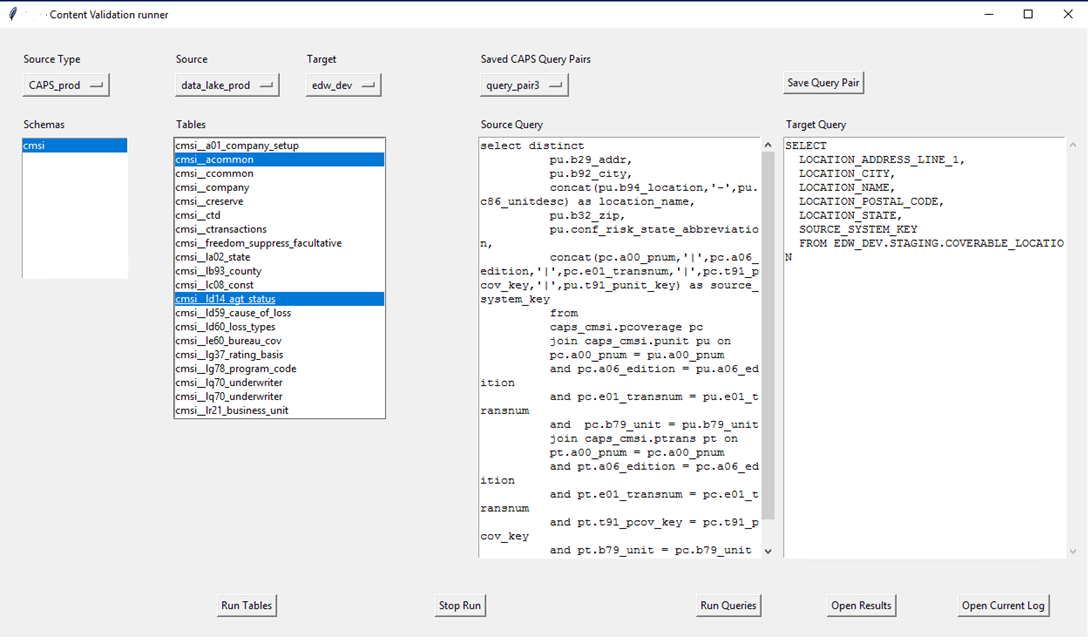 Content Validation runner
Source Type
Source
Target
Saved CAPS Query Pairs
CAPS_prod
data_lake_prod
edw_dev
query_pair3
Save Query Pair
Schemas
Tables
Source Query
Target Query
cmsi
cmsi__a01_company_setup
cmsi__acommon
cmsi__ccommon
cmsi__company
cmsi__creserve
cmsi__ctd
cmsi__ctransactions
cmsi__freedom_suppress_facultative
cmsi__la02_state
cmsi__lb93_county
cmsi__lc08_const
cmsi__ld14_agt_status
cmsi__ld59_cause_of_loss
cmsi__ld60_loss_types
cmsi__le60_bureau_cov
cmsi__lg37_rating_basis
cmsi__lg78_program_code
cmsi__lq70_underwriter
cmsi__lq70_underwriter
cmsi__lr21_business_unit
select distinct
pu.b29_addr,
pu.b92_city,
concat(pu.b94_location,'-',pu.
c86_unitdesc) as location_name,
pu.b32_zip,
pu.conf_risk_state_abbreviatio
n,
concat(pc.a00_pnum,'|',pc.a06_
edition,'|',pc.e01_transnum,'|',pc.t91_p
cov_key,'|',pu.t91_punit_key) as source_
system_key
from
caps_cmsi.pcoverage pc
join caps_cmsi.punit pu on
pc.a00_pnum = pu.a00_pnum
and pc.a06_edition = pu.a06_ed
ition
and pc.e01_transnum = pu.e01_t
ransnum
and  pc.b79_unit = pu.b79_unit
join caps_cmsi.ptrans pt on
pt.a00_pnum = pc.a00_pnum
and pt.a06_edition = pc.a06_ed
ition
and pt.e01_transnum = pc.e01_t
ransnum
and pt.t91_pcov_key = pc.t91_p
cov_key
and pt.b79_unit = pc.b79_unit
SELECT
LOCATION_ADDRESS_LINE_1,
LOCATION_CITY,
LOCATION_NAME,
LOCATION_POSTAL_CODE,
LOCATION_STATE,
SOURCE_SYSTEM_KEY
FROM EDW_DEV.STAGING.COVERABLE_LOCATIO
N
Run Tables
Stop Run
Run Queries
Open Results
Open Current Log